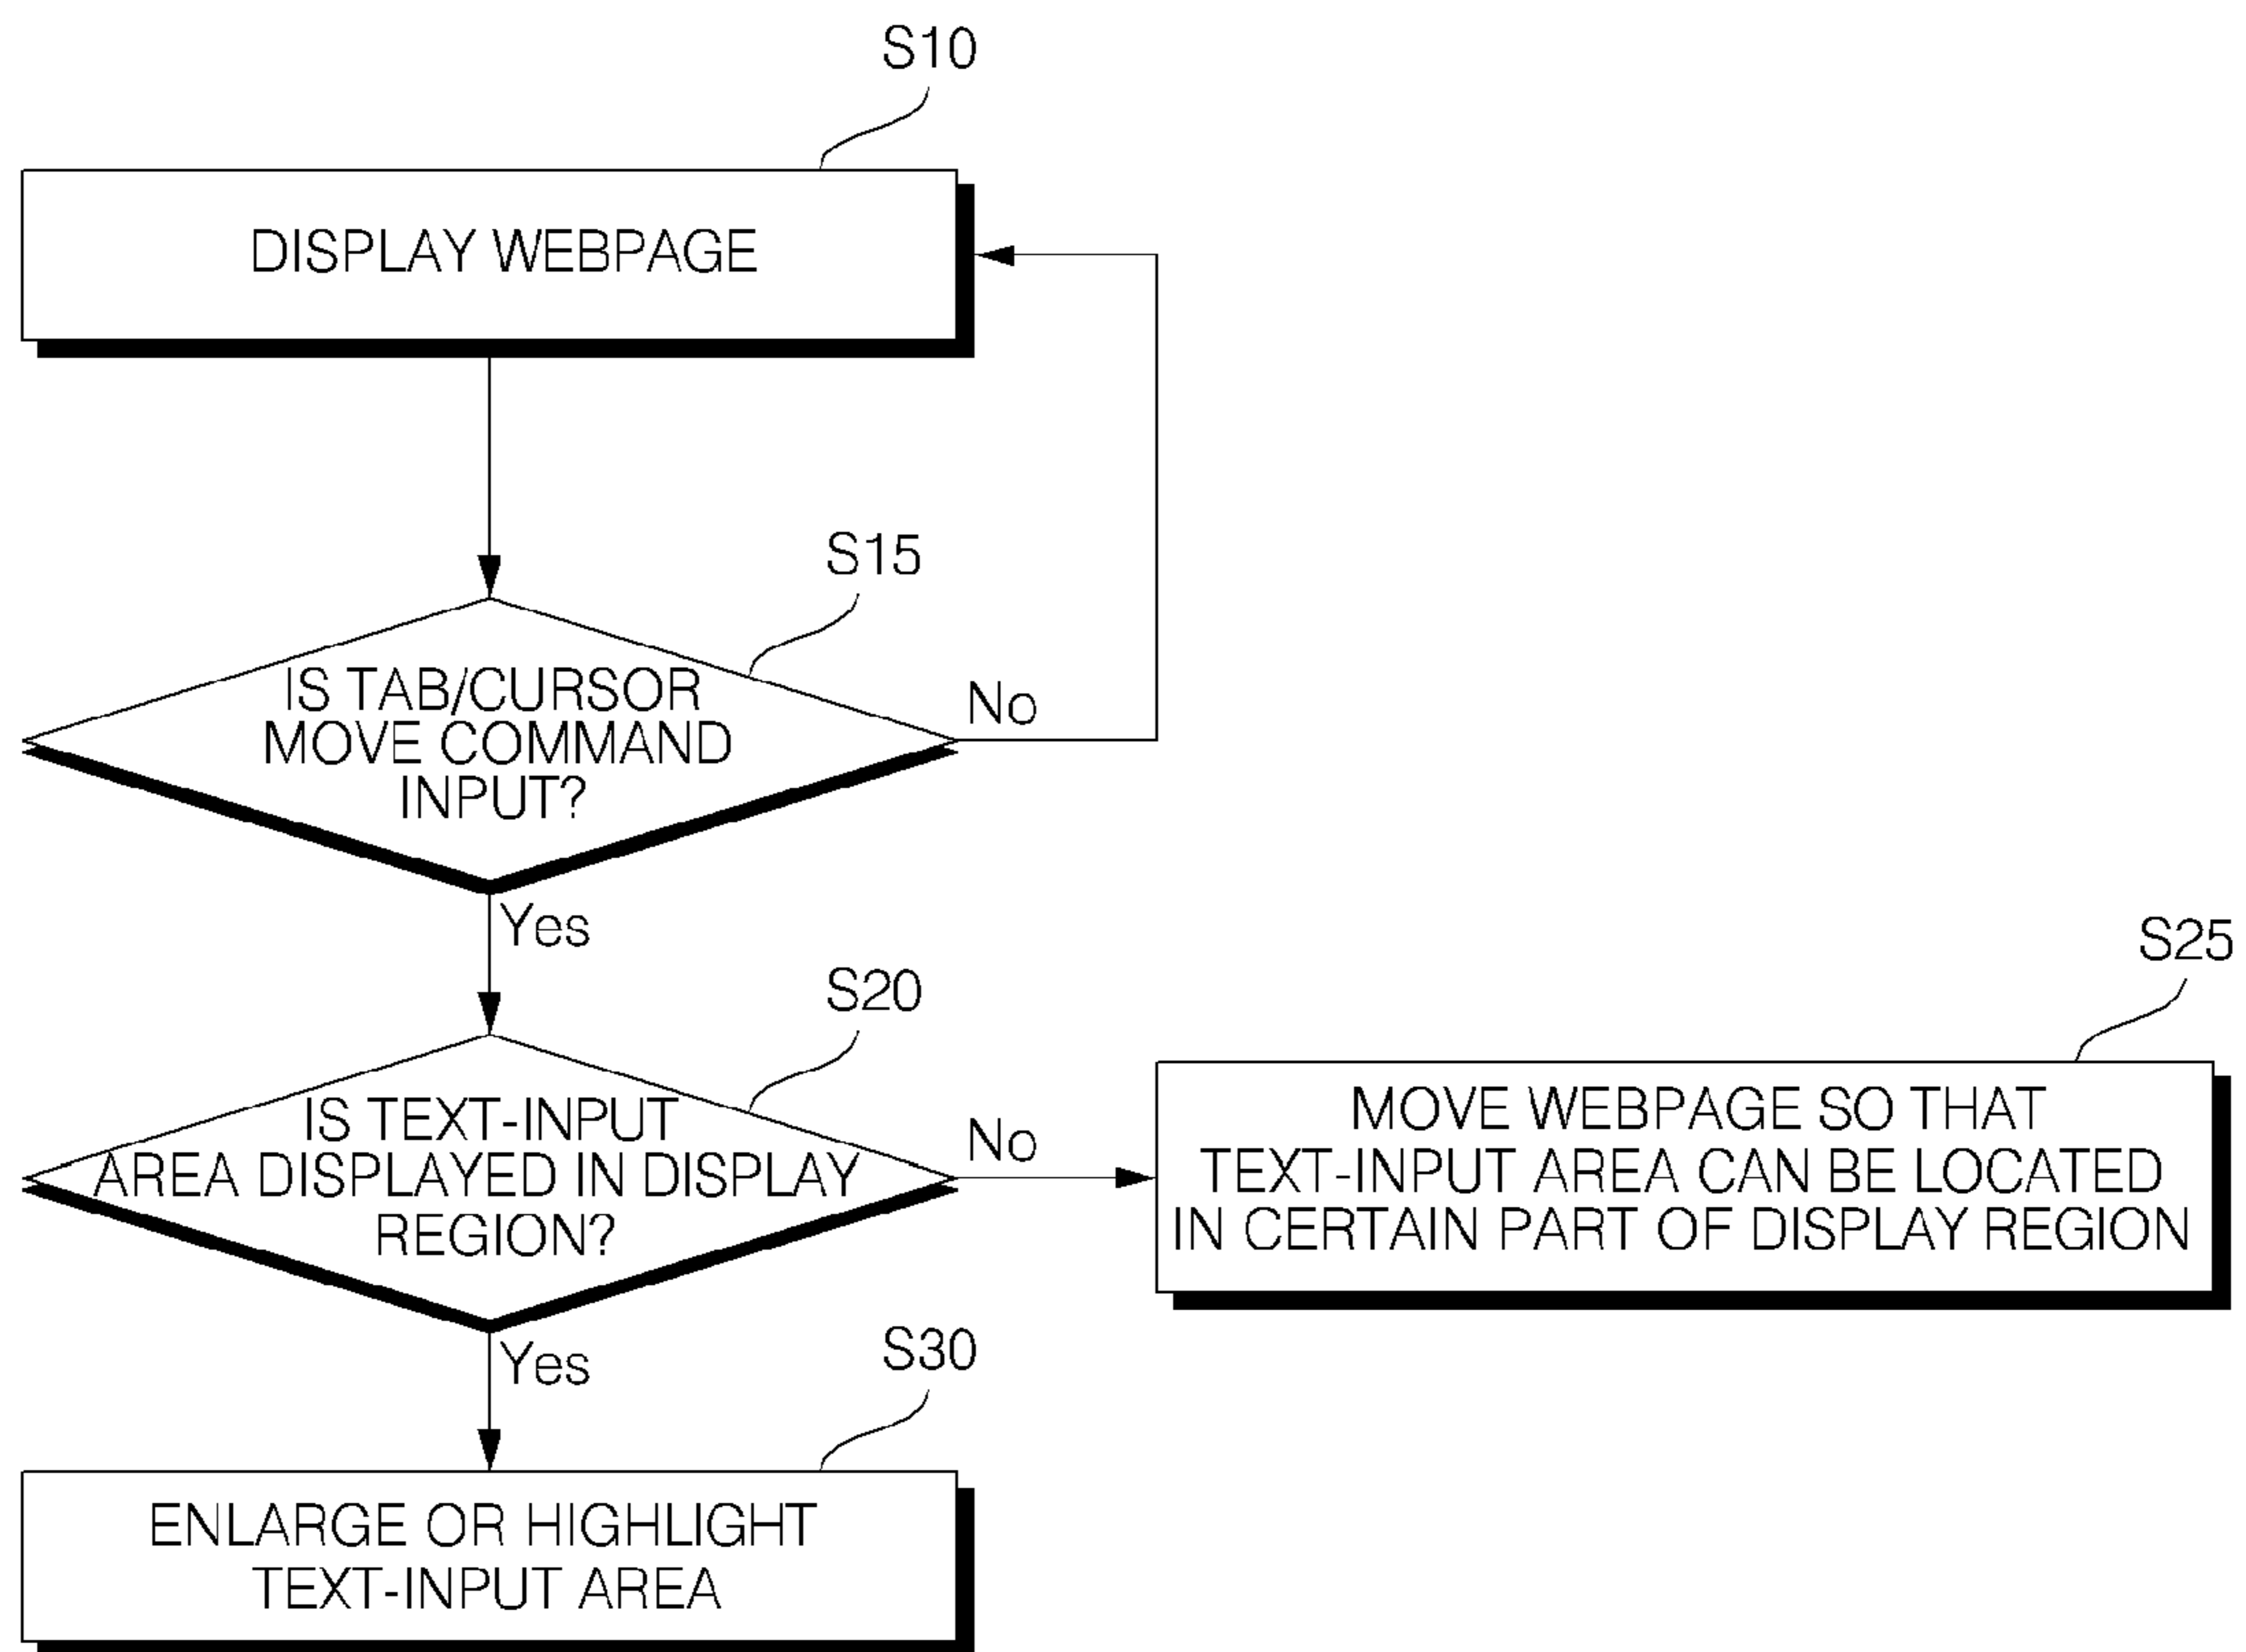 S10
DISPLAY WEBPAGE
S15
IS TAB/CURSOR
MOVE COMMAND
INPUT?
No
Yes
S20
IS TEXT-INPUT
AREA DISPLAYED IN DISPLAY
REGION?
No
S25
MOVE WEBPAGE SO THAT
TEXT-INPUT AREA CAN BE LOCATED
IN CERTAIN PART OF DISPLAY REGION
Yes
S30
ENLARGE OR HIGHLIGHT
TEXT-INPUT AREA